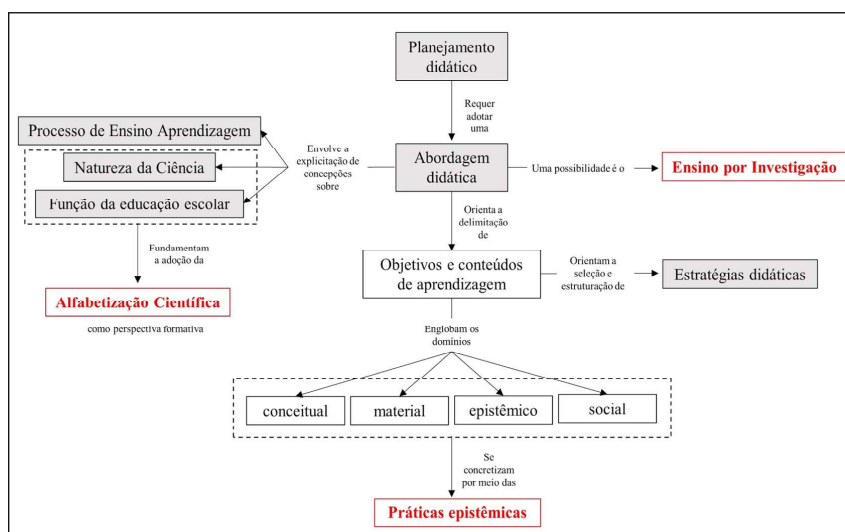 Planejamento
didático
Requer
adotar uma
Processo de Ensino Aprendizagem
Natureza da Ciência
Função da educação escolar
Envolve a
explicitação de
concepções
sobre
Abordagem
didática
Uma possibilidade é o
Ensino por Investigação
Fundamentam
a adoção da
Alfabetização Científica
como perspectiva formativa
Orienta a
delimitação
de
Objetivos e conteúdos
de aprendizagem
Orientam a
seleção e
estruturação de
Estratégias didáticas
Englobam os
domínios
conceitual
material
epistêmico
social
Se
concretizam
por meio das
Práticas epistêmicas